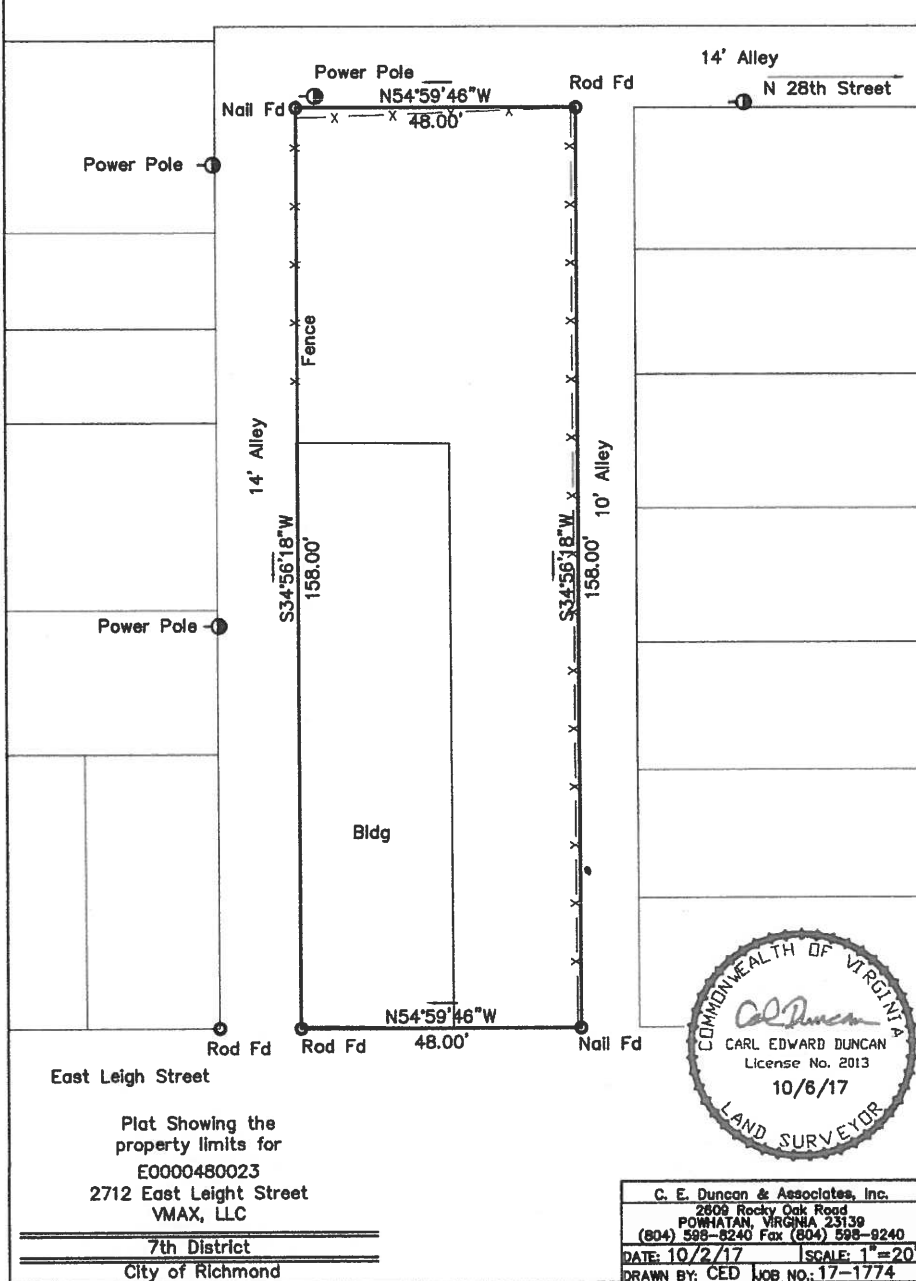 14' Alley
N 28th Street
Power Pole
N54°59'46"W
48.00'
Rod Fd
Nail Fd
Power Pole
Fence
14' Alley
S34°56'18"W
158.00'
10' Alley
S34°56'18"W
158.00'
Power Pole
Bldg
N54°59'46"W
48.00'
Rod Fd
Rod Fd
Nail Fd
East Leigh Street
Plat Showing the
property limits for
E0000480023
2712 East Leight Street
VMAX, LLC
7th District
City of Richmond
COMMONWEALTH OF VIRGINIA
Carl Duncan
CARL EDWARD DUNCAN
License No. 2013
10/6/17
LAND SURVEYOR
C. E. Duncan & Associates, Inc.
2609 Rocky Oak Road
POWHATAN, VIRGINIA 23139
(804) 598-8240 Fax (804) 598-9240
DATE: 10/2/17 SCALE: 1"=20'
DRAWN BY: CED JOB NO.: 17-1774